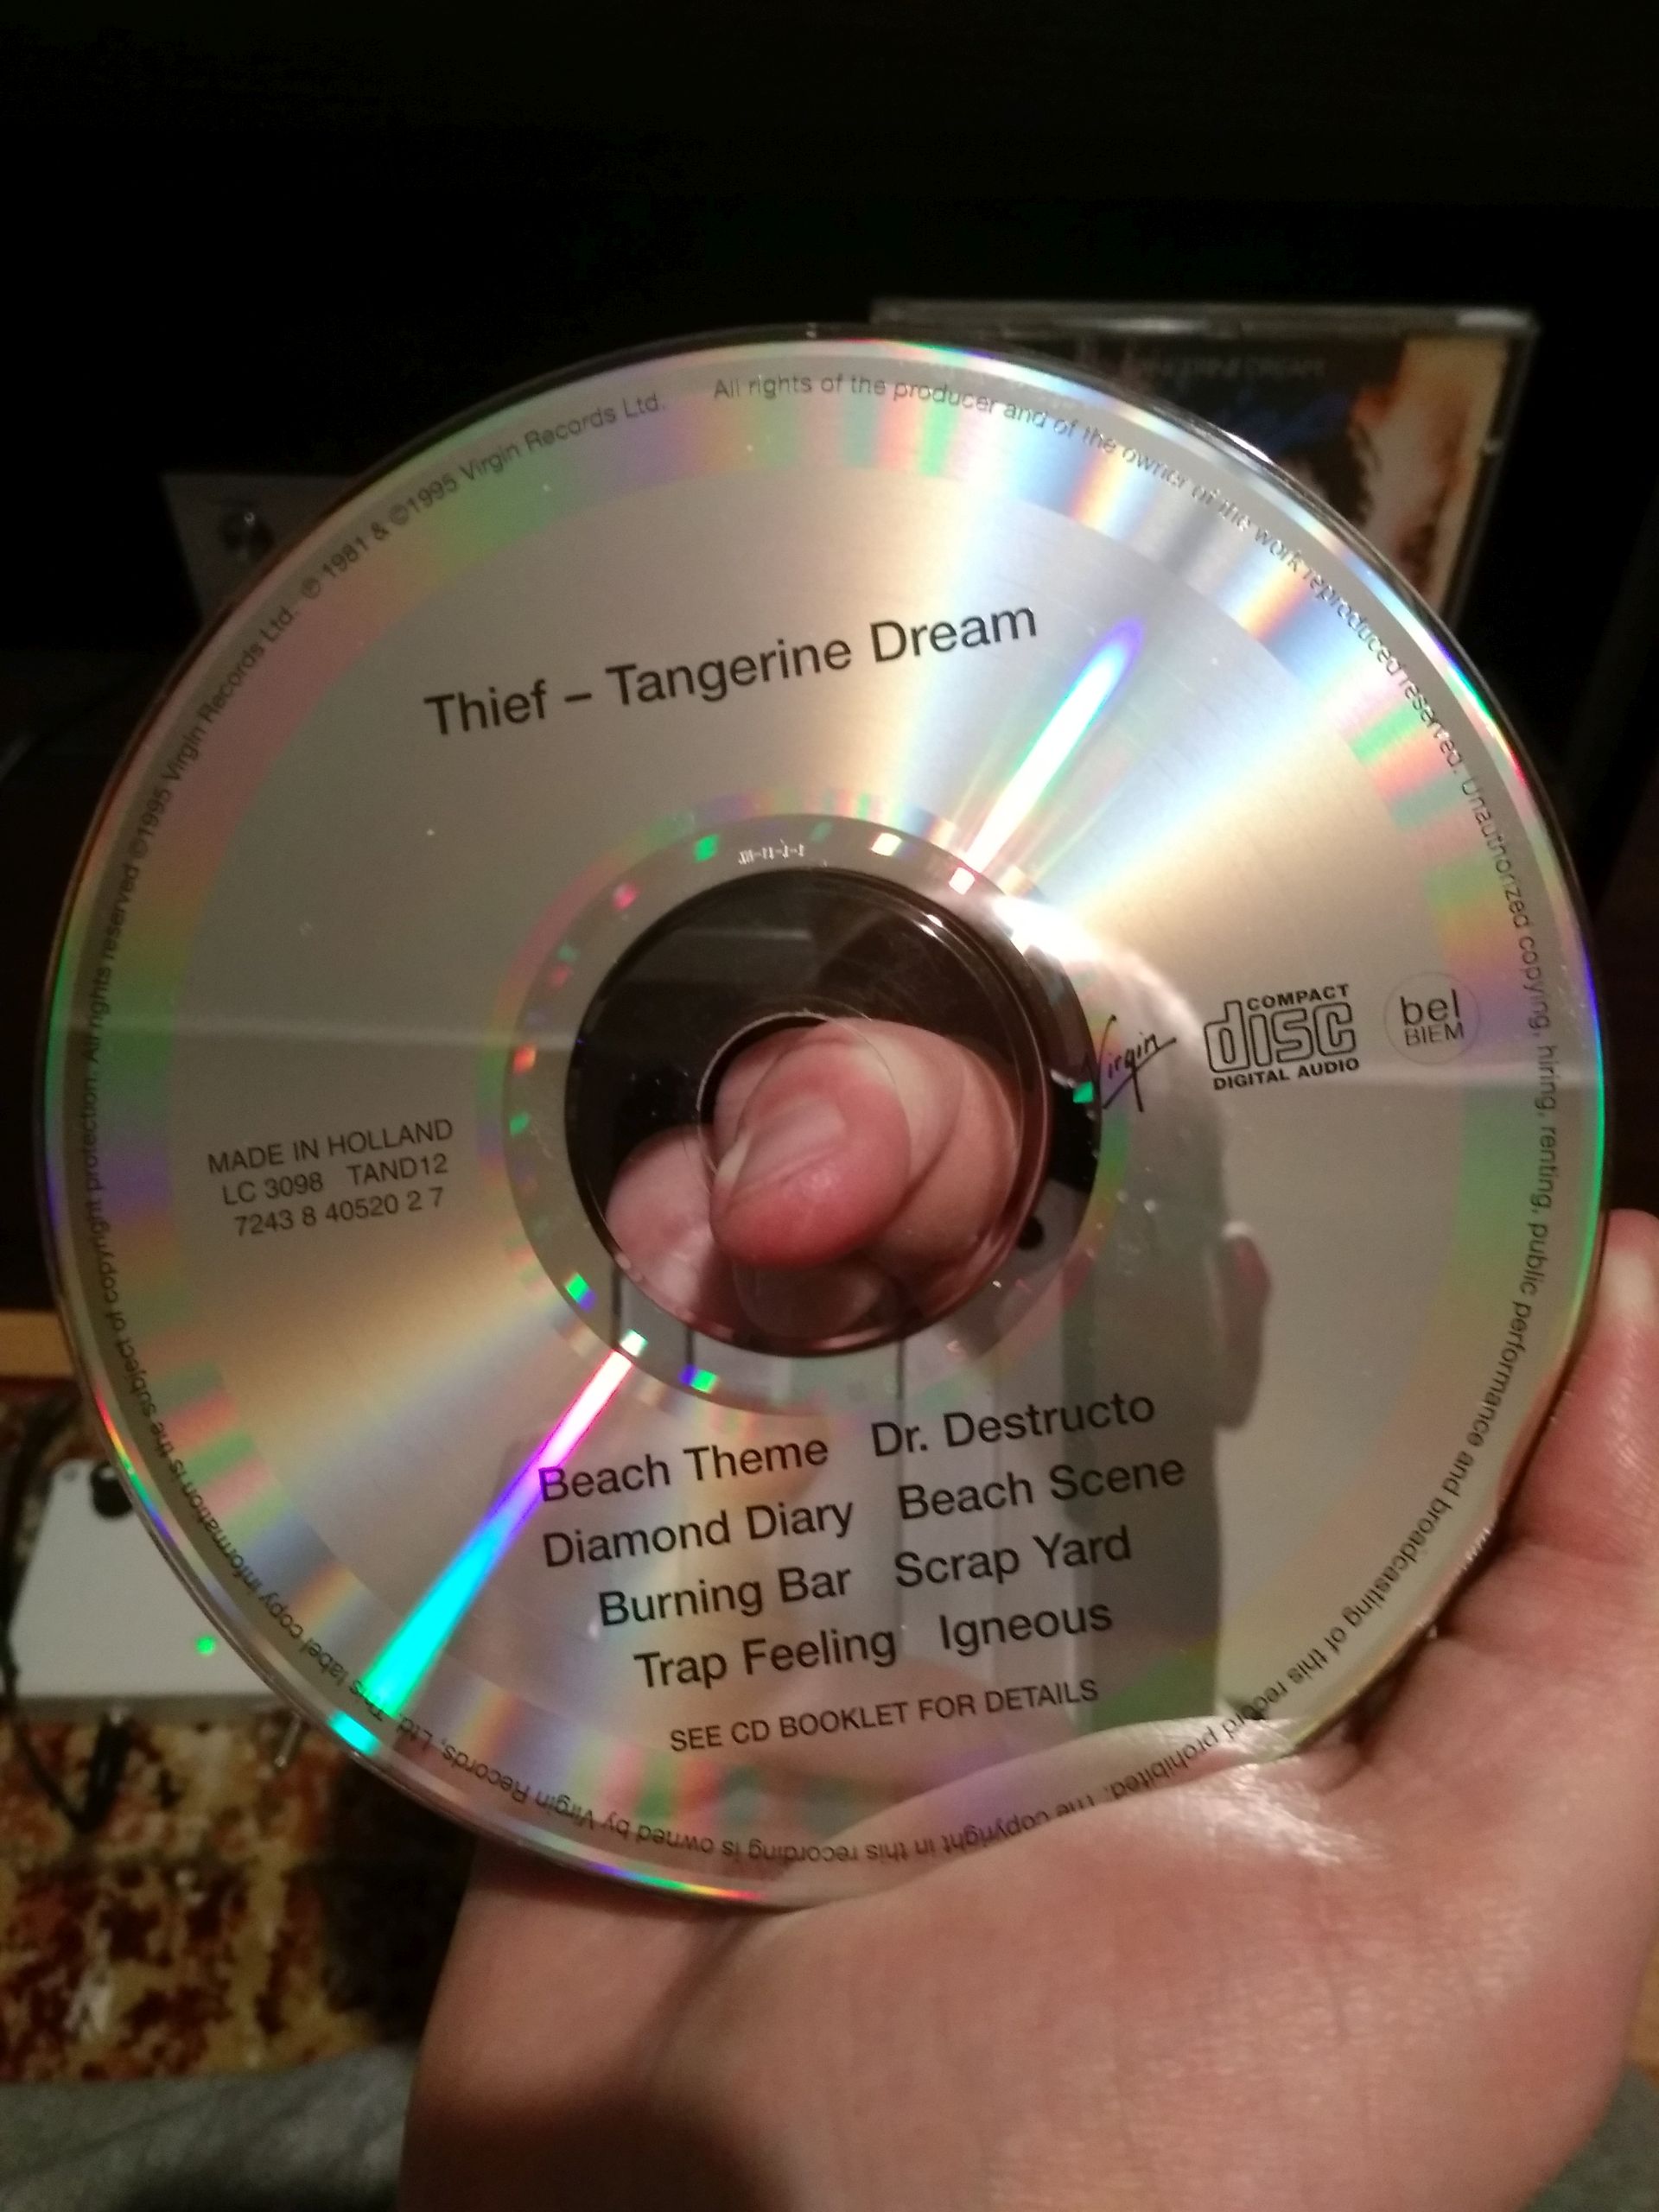 Thief – Tangerine Dream
Virgin
COMPACT
disc
DIGITAL AUDIO
bel
BIEM
MADE IN HOLLAND
LC 3098 TAND12
7243 8 40520 2 7
Beach Theme Dr. Destructo
Diamond Diary Beach Scene
Burning Bar Scrap Yard
Trap Feeling Igneous
SEE CD BOOKLET FOR DETAILS
All rights of the producer and of the owner of the work reproduced reserved. Unauthorized copying, hiring, renting, public performance and broadcasting of this record prohibited. The copyright in this recording is owned by Virgin Records, Ltd. This label copy information is the subject of copyright protection. All rights reserved ©1995 Virgin Records Ltd. ℗ 1981 & ©1995 Virgin Records Ltd.
TANGERINE DREAM